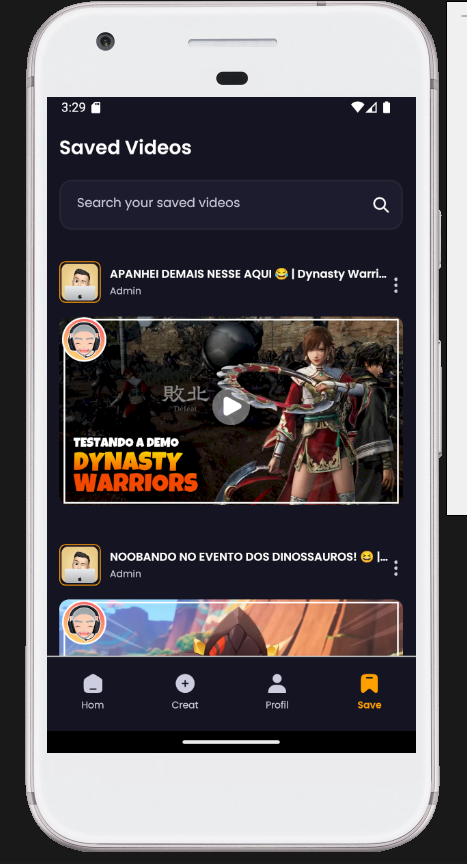 3:29
Saved Videos
Search your saved videos
APANHEI DEMAIS NESSE AQUI 😂 | Dynasty Warri...
Admin
敗北
Defeat
TESTANDO A DEMO
DYNASTY
WARRIORS
NOOBANDO NO EVENTO DOS DINOSSAUROS! 😆 |...
Admin
Hom
Creat
Profil
Save